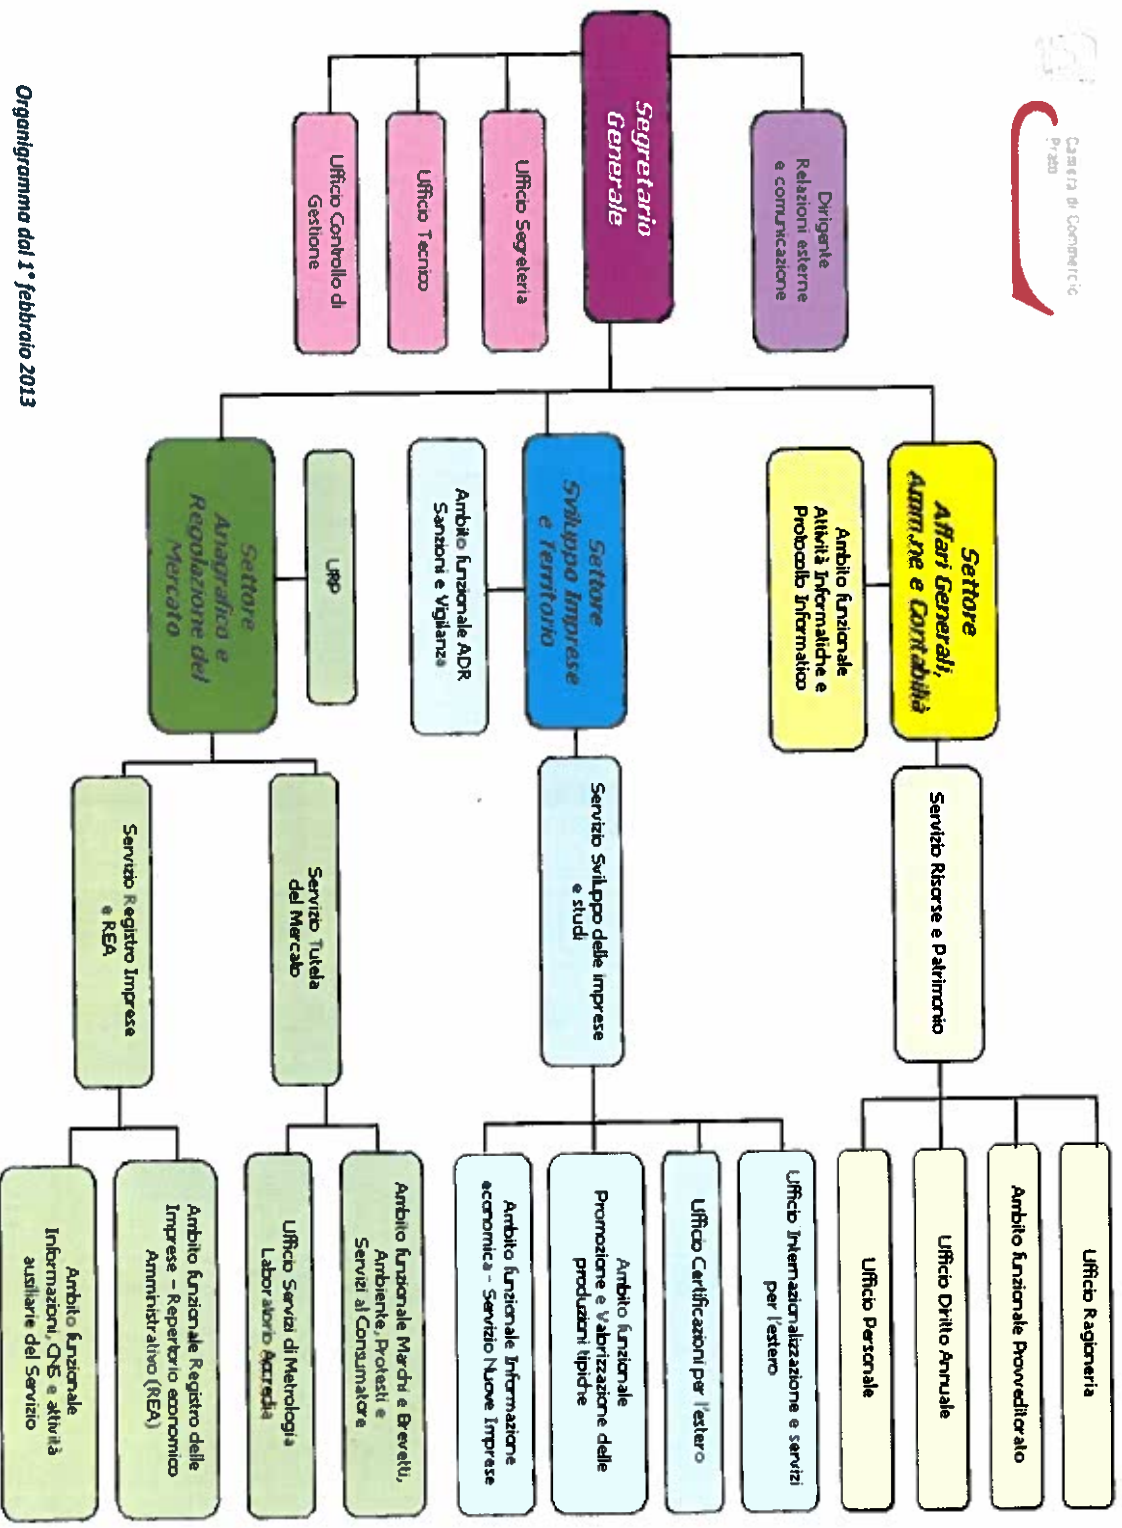 Camera di Commercio
Prato
Segretario
Generale
Dirigente
Relazioni esterne
e comunicazione
Ufficio Segreteria
Ufficio Tecnico
Ufficio Controllo di
Gestione
Settore
Affari Generali,
Amm.ne e Contabilità
Ambito funzionale
Attività Informatiche e
Protocollo Informatico
Servizio Risorse e Patrimonio
Ufficio Ragioneria
Ambito funzionale Provveditorato
Ufficio Diritto Annuale
Ufficio Personale
Settore
Sviluppo Imprese
e Territorio
Ambito funzionale ADR
Sanzioni e Vigilanza
Servizio Sviluppo delle imprese
e studi
Ufficio Internazionalizzazione e servizi
per l'estero
Ufficio Certificazioni per l'estero
Ambito funzionale
Promozione e Valorizzazione delle
produzioni tipiche
Ambito funzionale Informazione
economica - Servizio Nuove Imprese
Settore
Anagrafico e
Regolazione del
Mercato
URP
Servizio Tutela
del Mercato
Ambito funzionale Marchi e Brevetti,
Ambiente, Protesti e
Servizi al Consumatore
Ufficio Servizi di Metrologia
Laboratorio Accredia
Servizio Registro Imprese
e REA
Ambito funzionale Registro delle
Imprese – Repertorio economico
Amministrativo (REA)
Ambito funzionale
Informazioni, CNS e attività
ausiliarie del Servizio
Organigramma dal 1° febbraio 2013